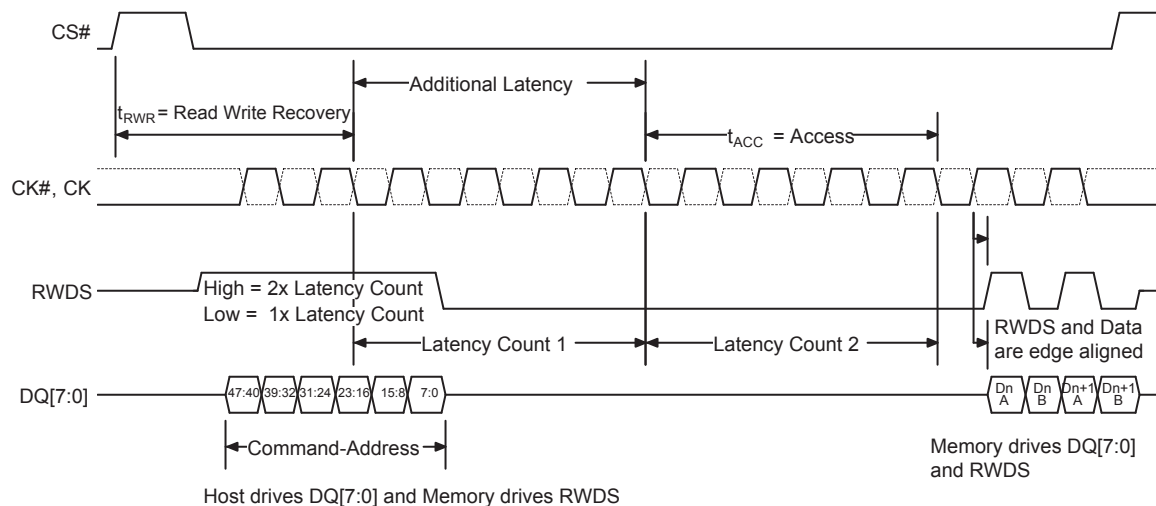 CS#
Additional Latency
tRWR = Read Write Recovery
tACC = Access
CK#, CK
RWDS
High = 2x Latency Count
Low = 1x Latency Count
RWDS and Data
are edge aligned
Latency Count 1
Latency Count 2
DQ[7:0]
47:40 39:32 31:24 23:16 15:8 7:0
Dn A
Dn B
Dn+1 A
Dn+1 B
Command-Address
Memory drives DQ[7:0]
and RWDS
Host drives DQ[7:0] and Memory drives RWDS